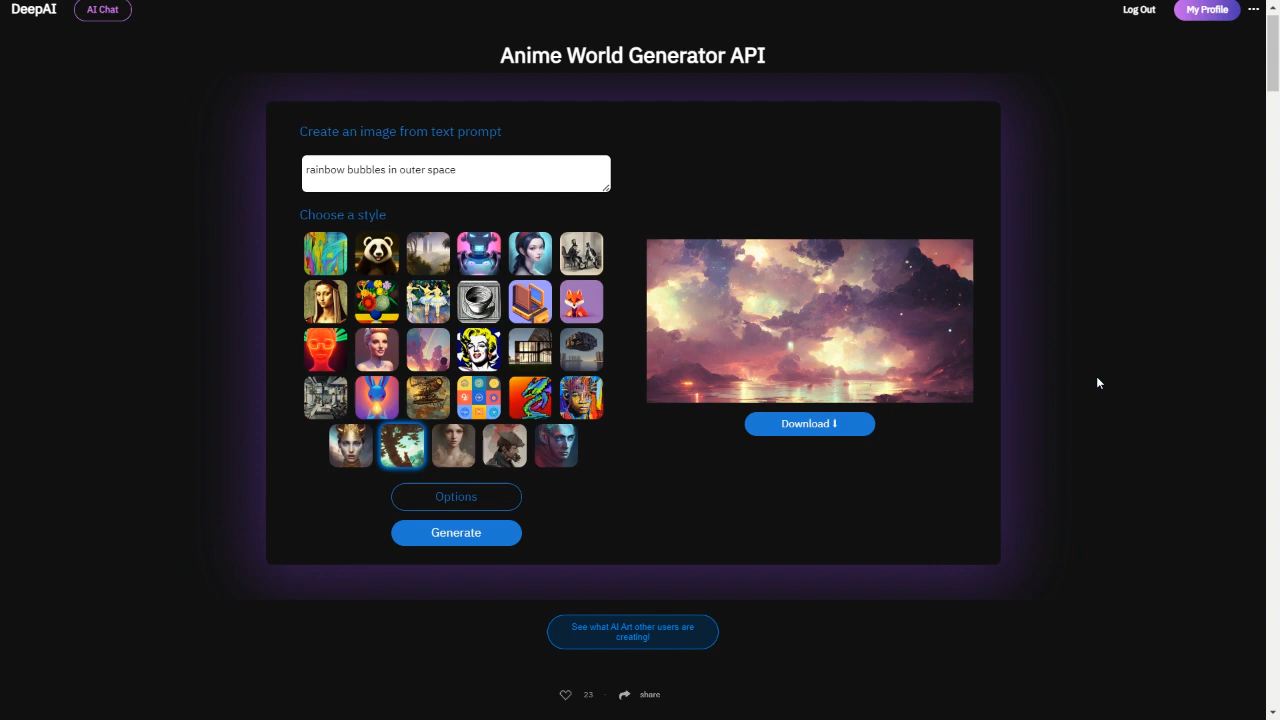 DeepAI
AI Chat
Log Out
My Profile
Anime World Generator API
Create an image from text prompt
rainbow bubbles in outer space
Choose a style
Download
Options
Generate
See what AI Art other users are
creating!
23
share